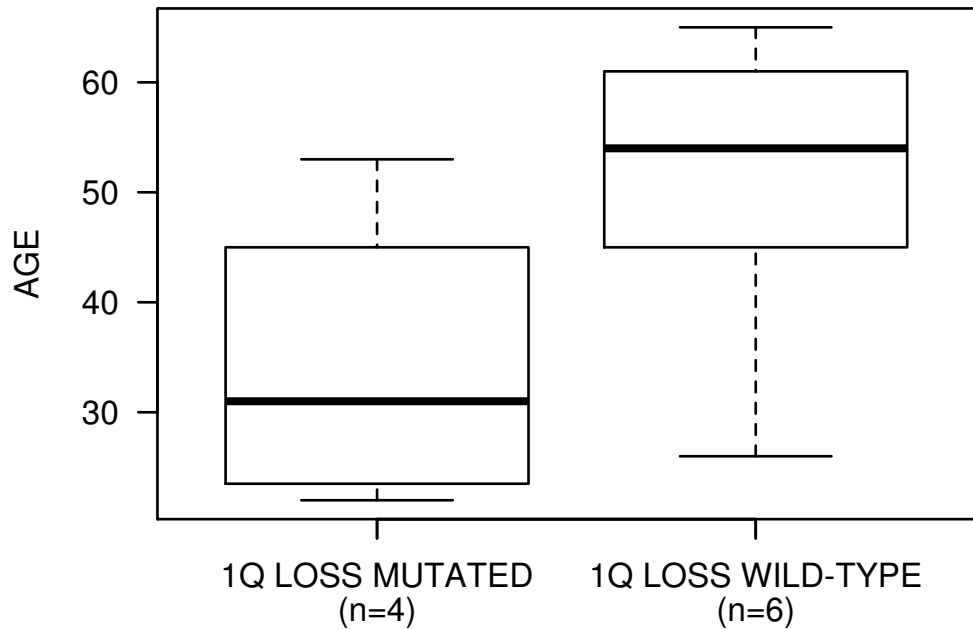 AGE
60
50
40
30
1Q LOSS MUTATED
(n=4)
1Q LOSS WILD-TYPE
(n=6)